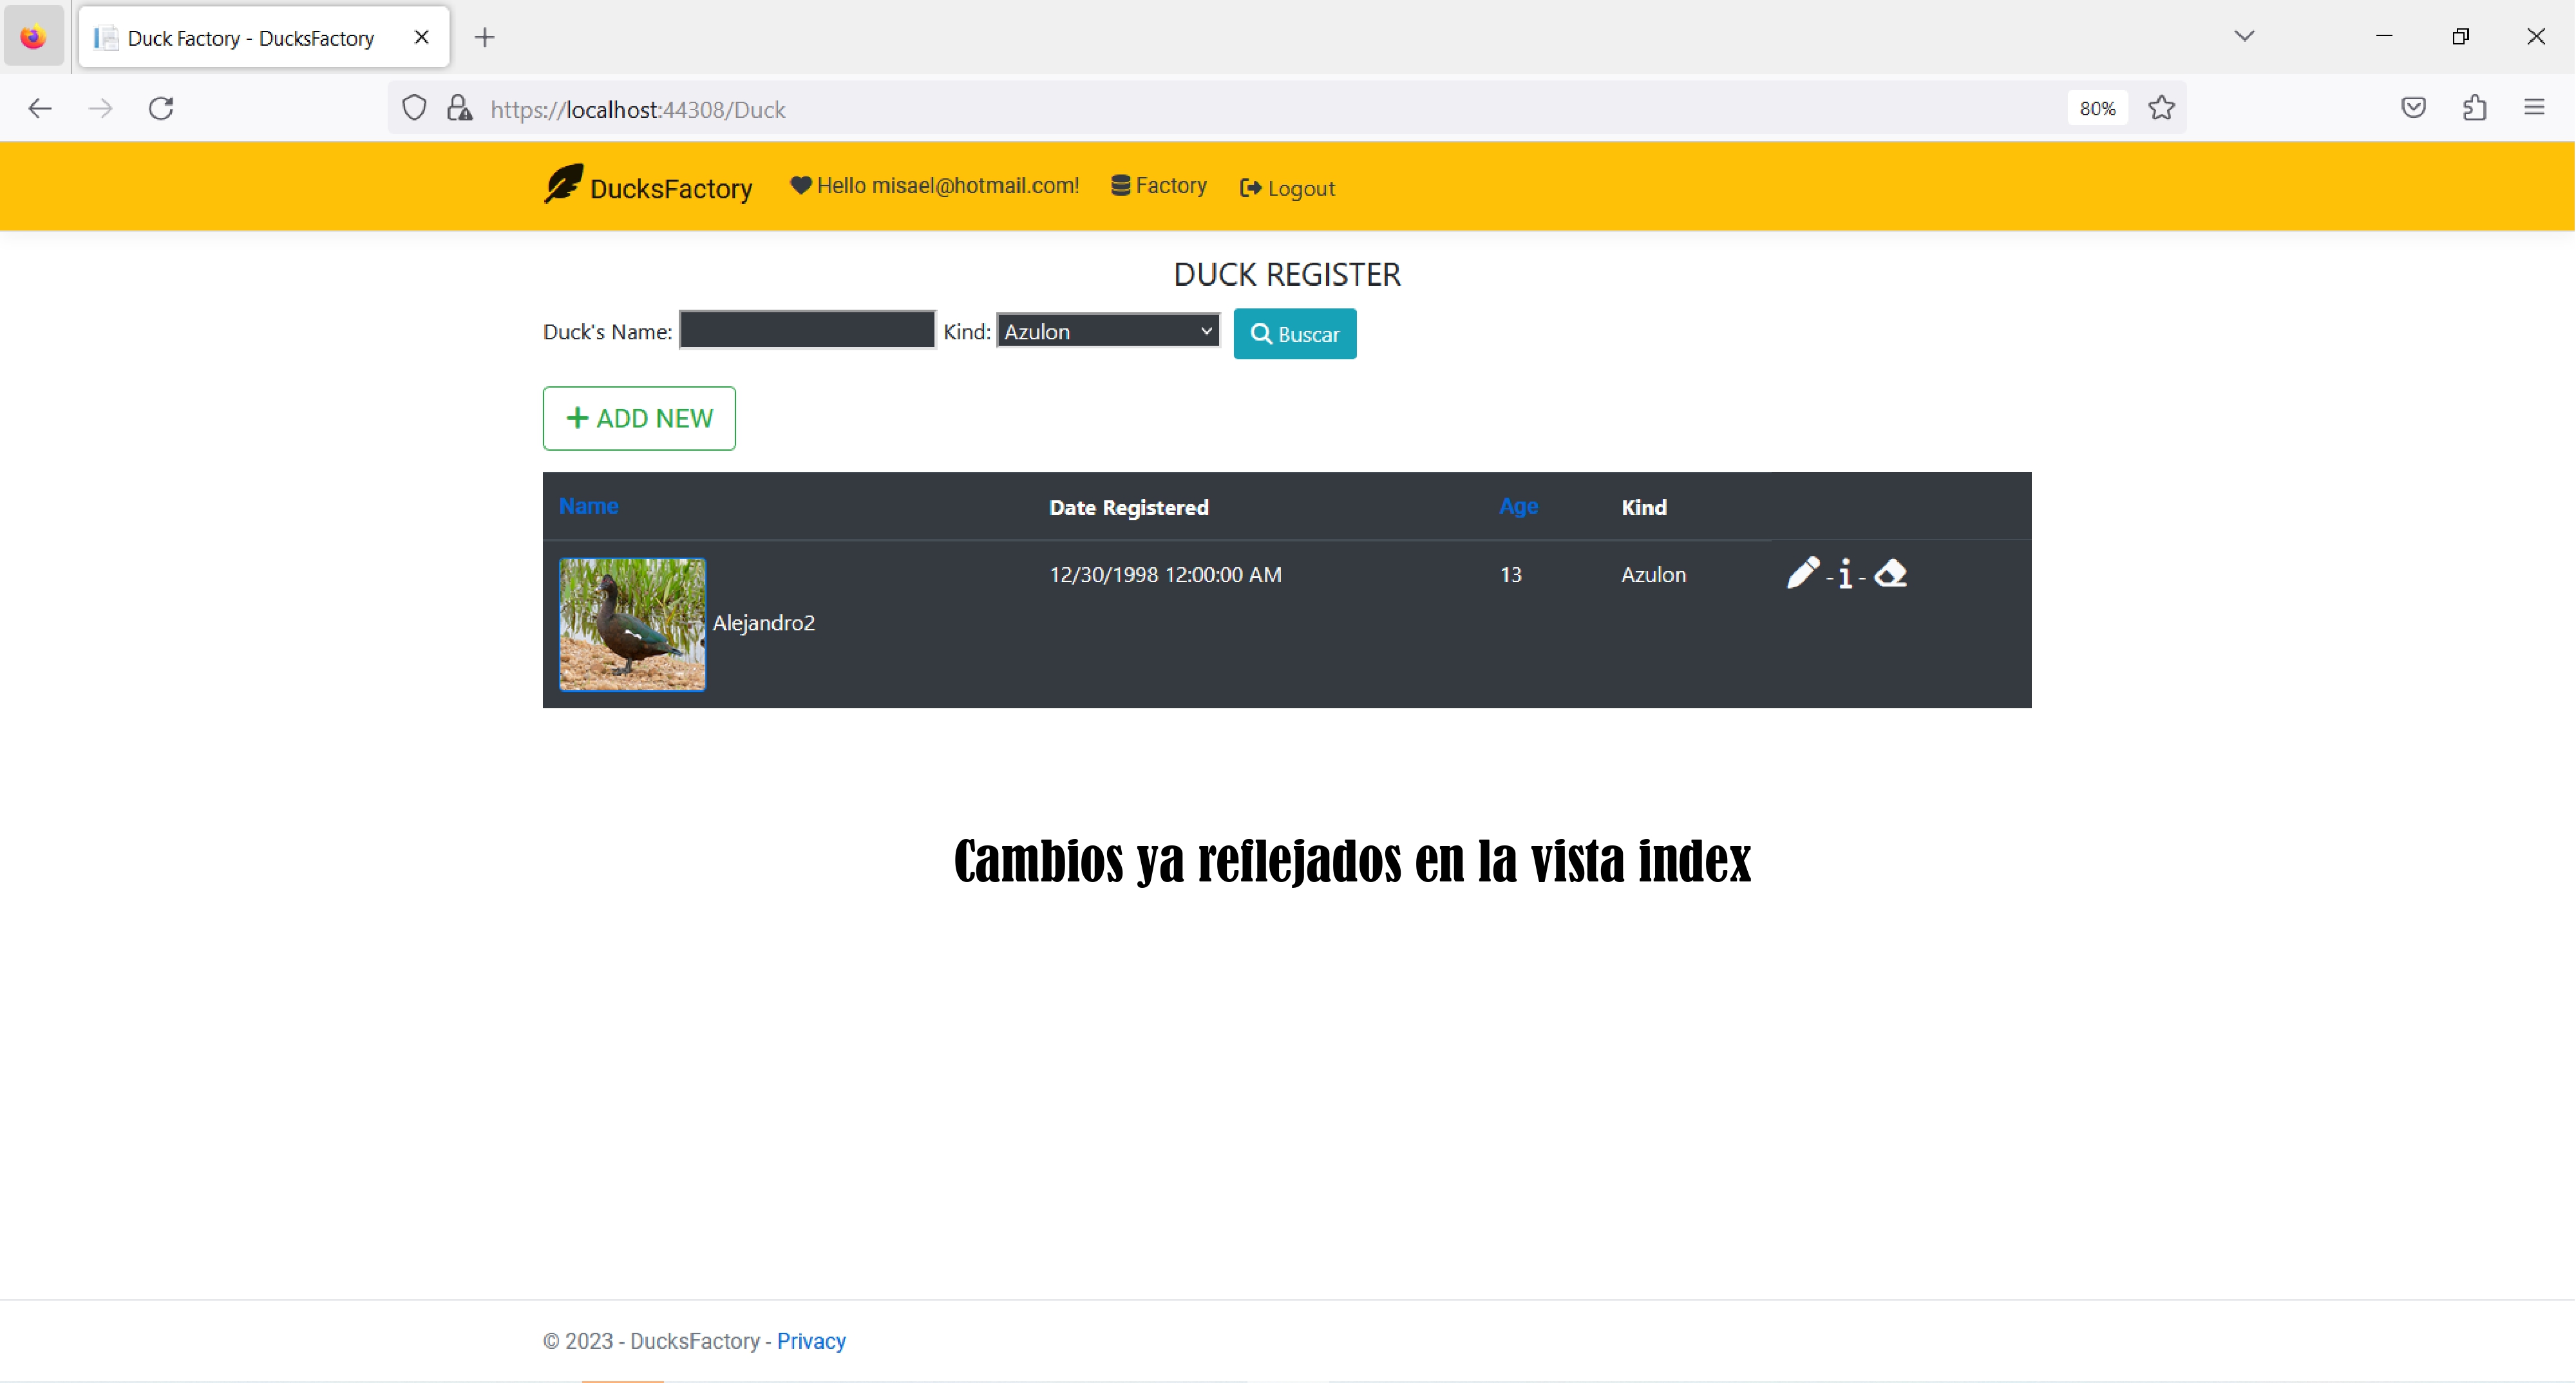 Duck Factory - DucksFactory
https://localhost:44308/Duck
80%
DucksFactory Hello misael@hotmail.com! Factory Logout
DUCK REGISTER
Duck's Name: Kind: Azulon Buscar
+ ADD NEW
Name Date Registered Age Kind
Alejandro2 12/30/1998 12:00:00 AM 13 Azulon - i -
Cambios ya reflejados en la vista index
© 2023 - DucksFactory - Privacy